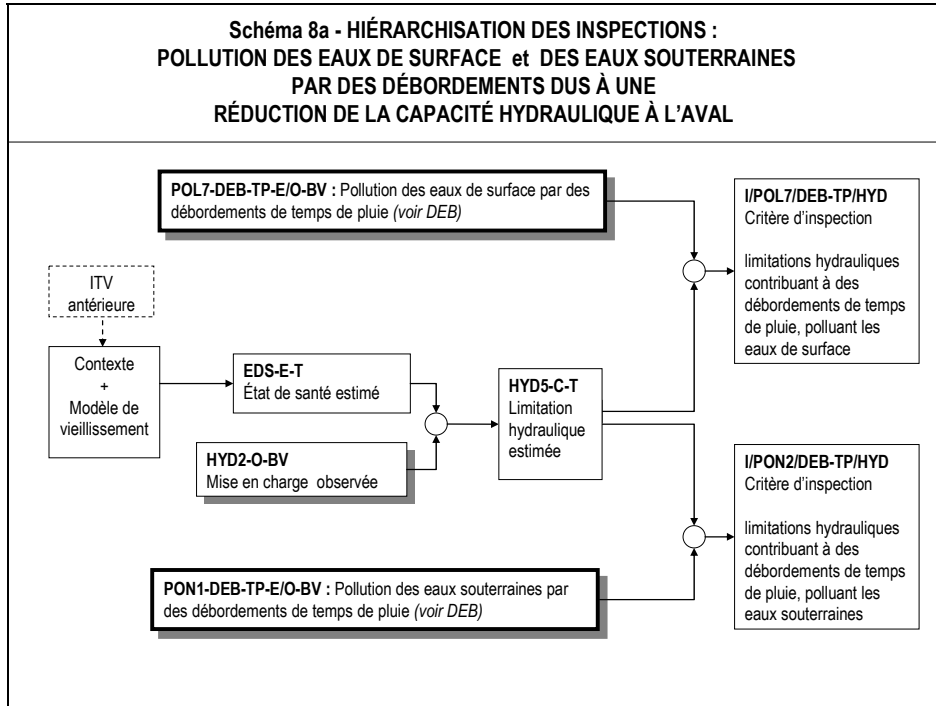 Schéma 8a - HIÉRARCHISATION DES INSPECTIONS :
POLLUTION DES EAUX DE SURFACE et DES EAUX SOUTERRAINES
PAR DES DÉBORDEMENTS DUS À UNE
RÉDUCTION DE LA CAPACITÉ HYDRAULIQUE À L'AVAL
POL7-DEB-TP-E/O-BV : Pollution des eaux de surface par des
débordements de temps de pluie (voir DEB)
I/POL7/DEB-TP/HYD
Critère d'inspection
limitations hydrauliques
contribuant à des
débordements de temps
de pluie, polluant les
eaux de surface
ITV
antérieure
Contexte
+
Modèle de
vieillissement
EDS-E-T
État de santé estimé
HYD2-O-BV
Mise en charge observée
HYD5-C-T
Limitation
hydraulique
estimée
I/PON2/DEB-TP/HYD
Critère d'inspection
limitations hydrauliques
contribuant à des
débordements de temps
de pluie, polluant les
eaux souterraines
PON1-DEB-TP-E/O-BV : Pollution des eaux souterraines par
des débordements de temps de pluie (voir DEB)